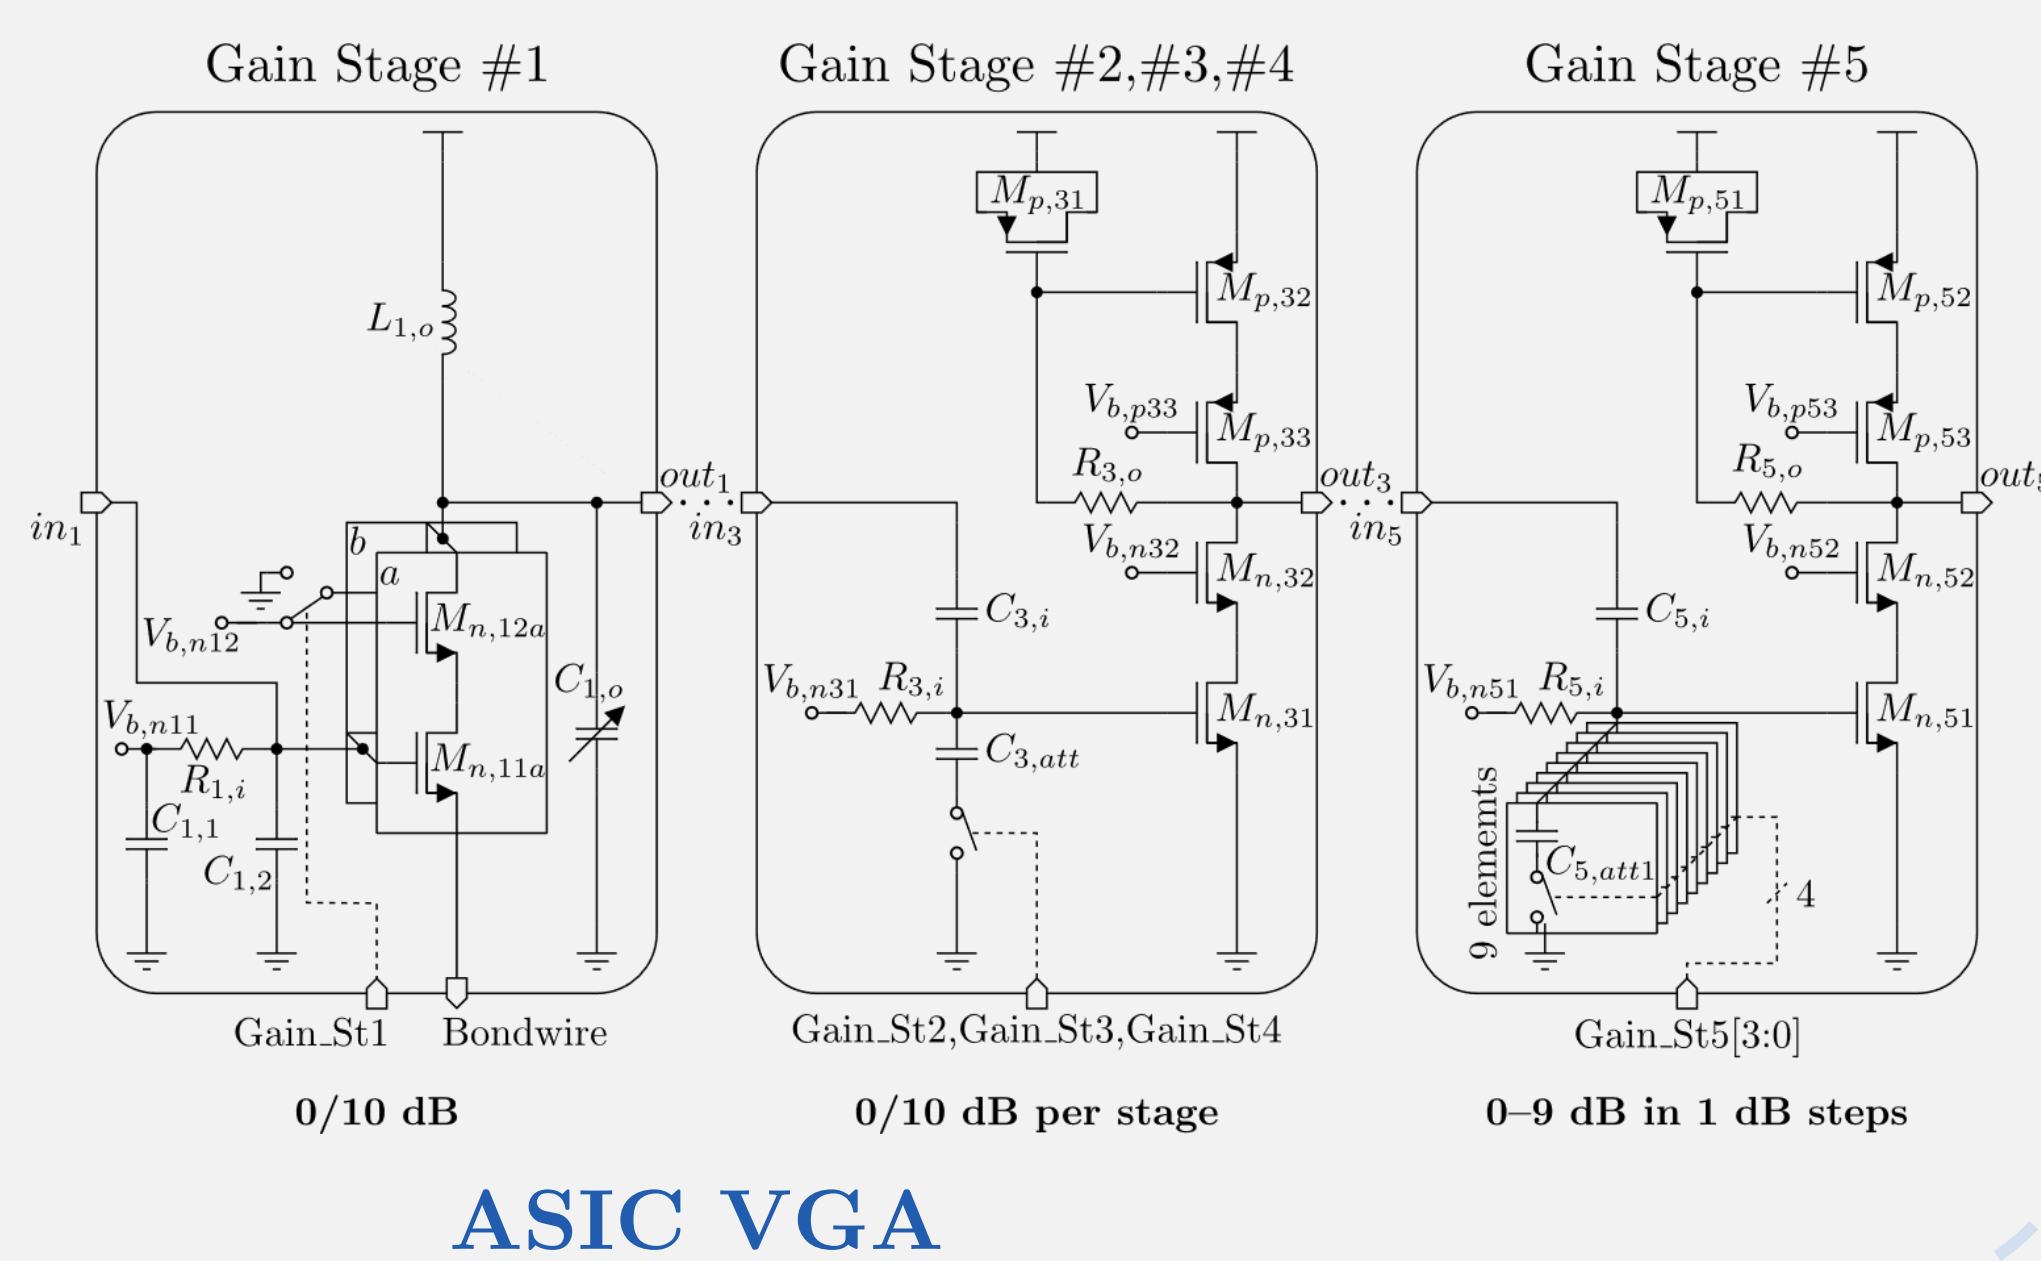 Gain Stage #1
L1,o
out1
in1
b
a
Vb,n12
Mn,12a
Vb,n11
R1,i
Mn,11a
C1,o
C1,1
C1,2
Gain_St1
Bondwire
0/10 dB
Gain Stage #2,#3,#4
Mp,31
Mp,32
Vb,p33
Mp,33
R3,o
out3
in3
Vb,n32
Mn,32
C3,i
Vb,n31
R3,i
Mn,31
C3,att
Gain_St2,Gain_St3,Gain_St4
0/10 dB per stage
Gain Stage #5
Mp,51
Mp,52
Vb,p53
Mp,53
R5,o
in5
Vb,n52
Mn,52
C5,i
Vb,n51
R5,i
Mn,51
9 elements
C5,att1
4
Gain_St5[3:0]
0–9 dB in 1 dB steps
ASIC VGA